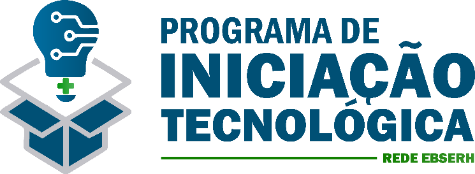 PROGRAMA DE
INICIAÇÃO
TECNOLÓGICA
REDE EBSERH